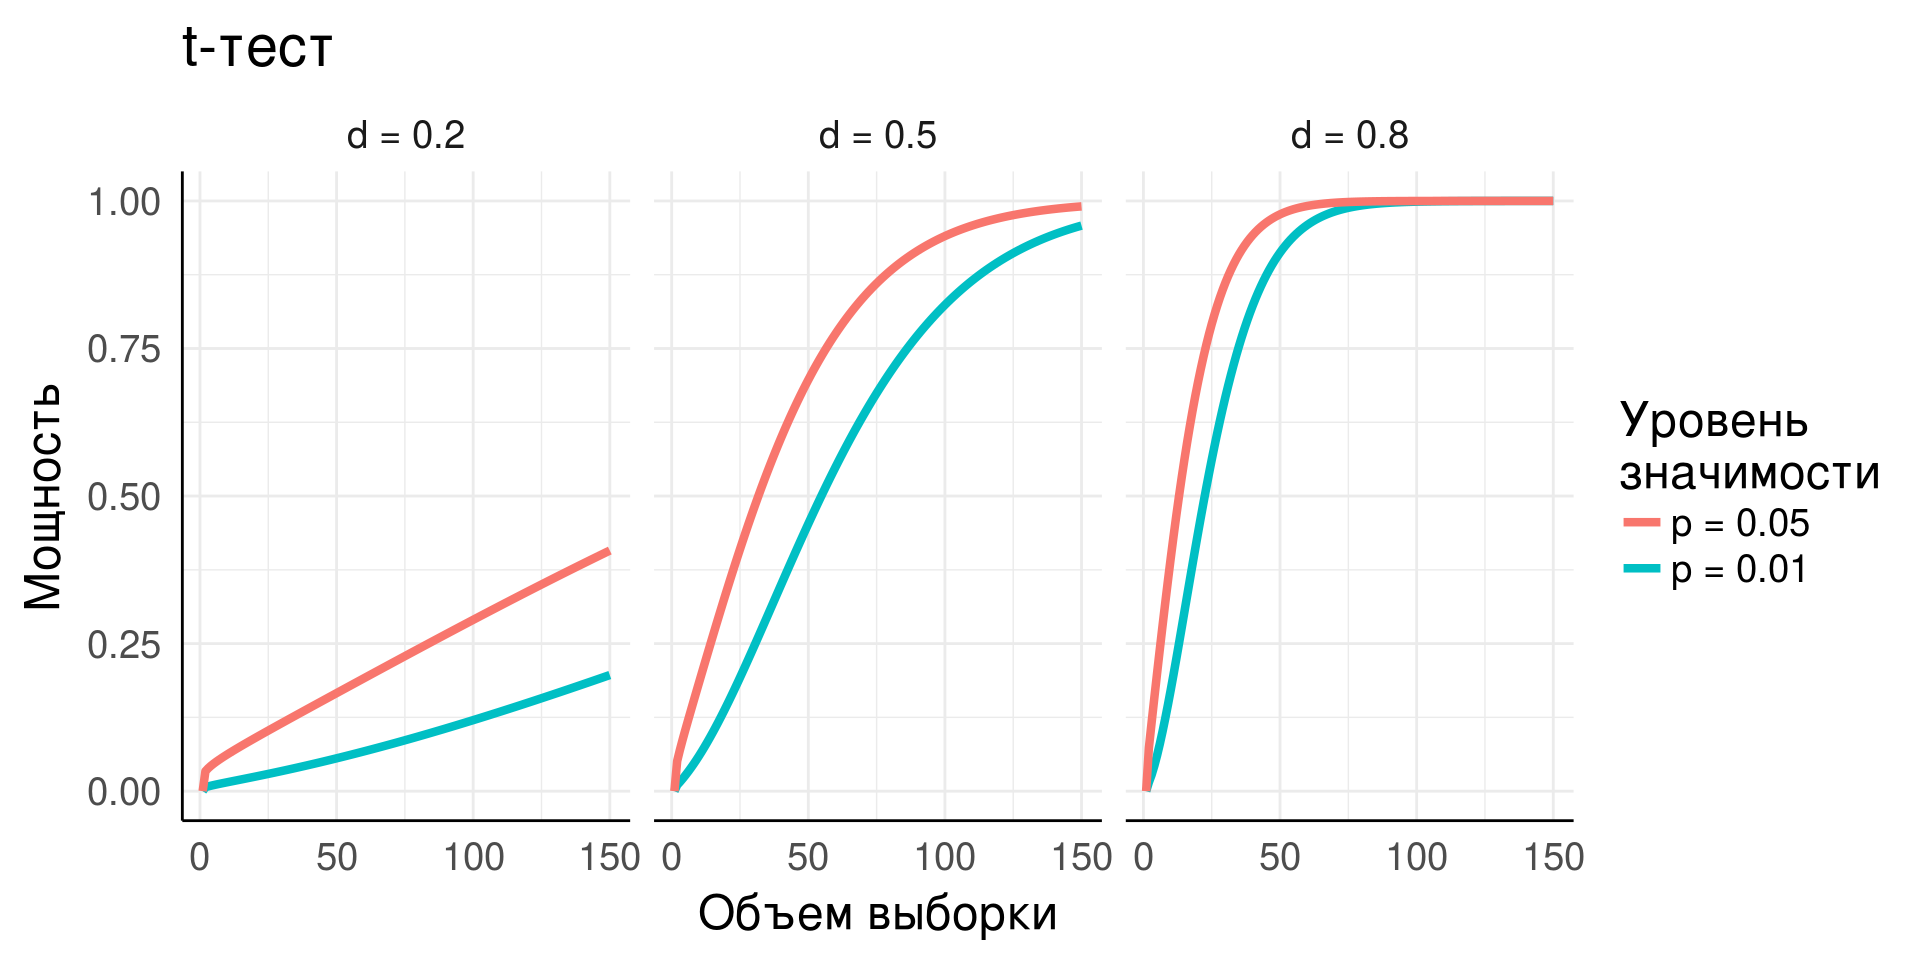 t-тест
d = 0.2
d = 0.5
d = 0.8
Мощность
1.00
0.75
0.50
0.25
0.00
0 50 100 150 0 50 100 150 0 50 100 150
Объем выборки
Уровень
значимости
p = 0.05
p = 0.01